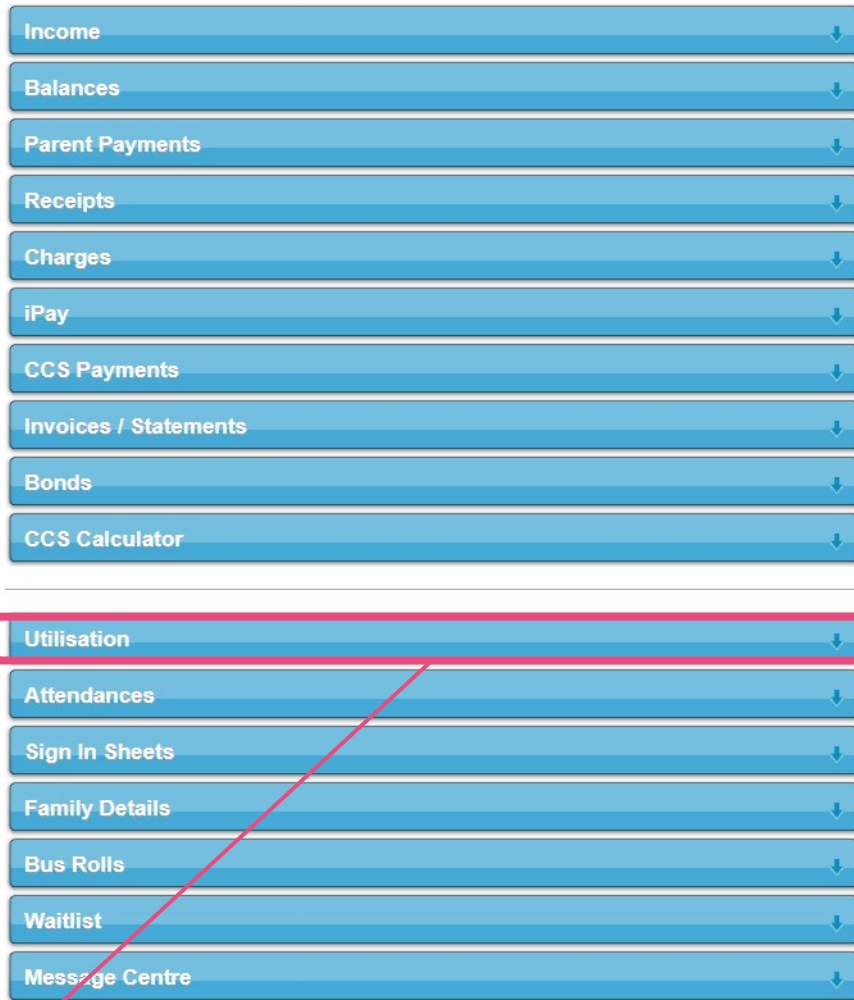 Income
Balances
Parent Payments
Receipts
Charges
iPay
CCS Payments
Invoices / Statements
Bonds
CCS Calculator
Utilisation
Attendances
Sign In Sheets
Family Details
Bus Rolls
Waitlist
Message Centre